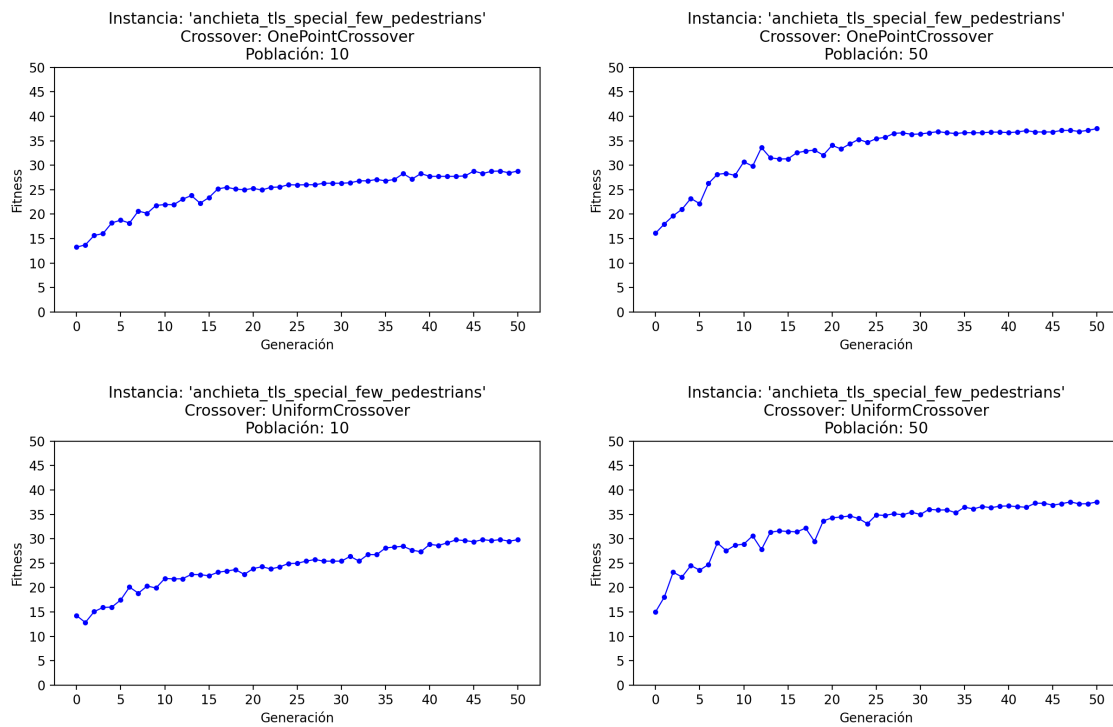 Instancia: 'anchieta_tls_special_few_pedestrians'
Crossover: OnePointCrossover
Población: 10
50
45
40
35
30
25
20
15
10
5
0
Fitness
0 5 10 15 20 25 30 35 40 45 50
Generación
Instancia: 'anchieta_tls_special_few_pedestrians'
Crossover: OnePointCrossover
Población: 50
50
45
40
35
30
25
20
15
10
5
0
Fitness
0 5 10 15 20 25 30 35 40 45 50
Generación
Instancia: 'anchieta_tls_special_few_pedestrians'
Crossover: UniformCrossover
Población: 10
50
45
40
35
30
25
20
15
10
5
0
Fitness
0 5 10 15 20 25 30 35 40 45 50
Generación
Instancia: 'anchieta_tls_special_few_pedestrians'
Crossover: UniformCrossover
Población: 50
50
45
40
35
30
25
20
15
10
5
0
Fitness
0 5 10 15 20 25 30 35 40 45 50
Generación